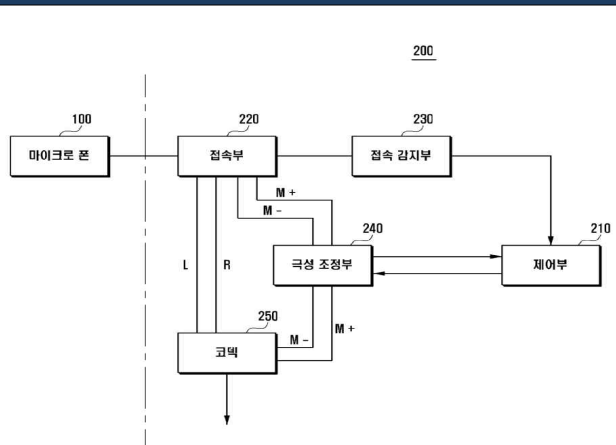 200
100
220
230
마이크로 폰
접속부
접속 감지부
M +
M -
240
210
L
R
극성 조정부
제어부
250
M -
M +
코덱